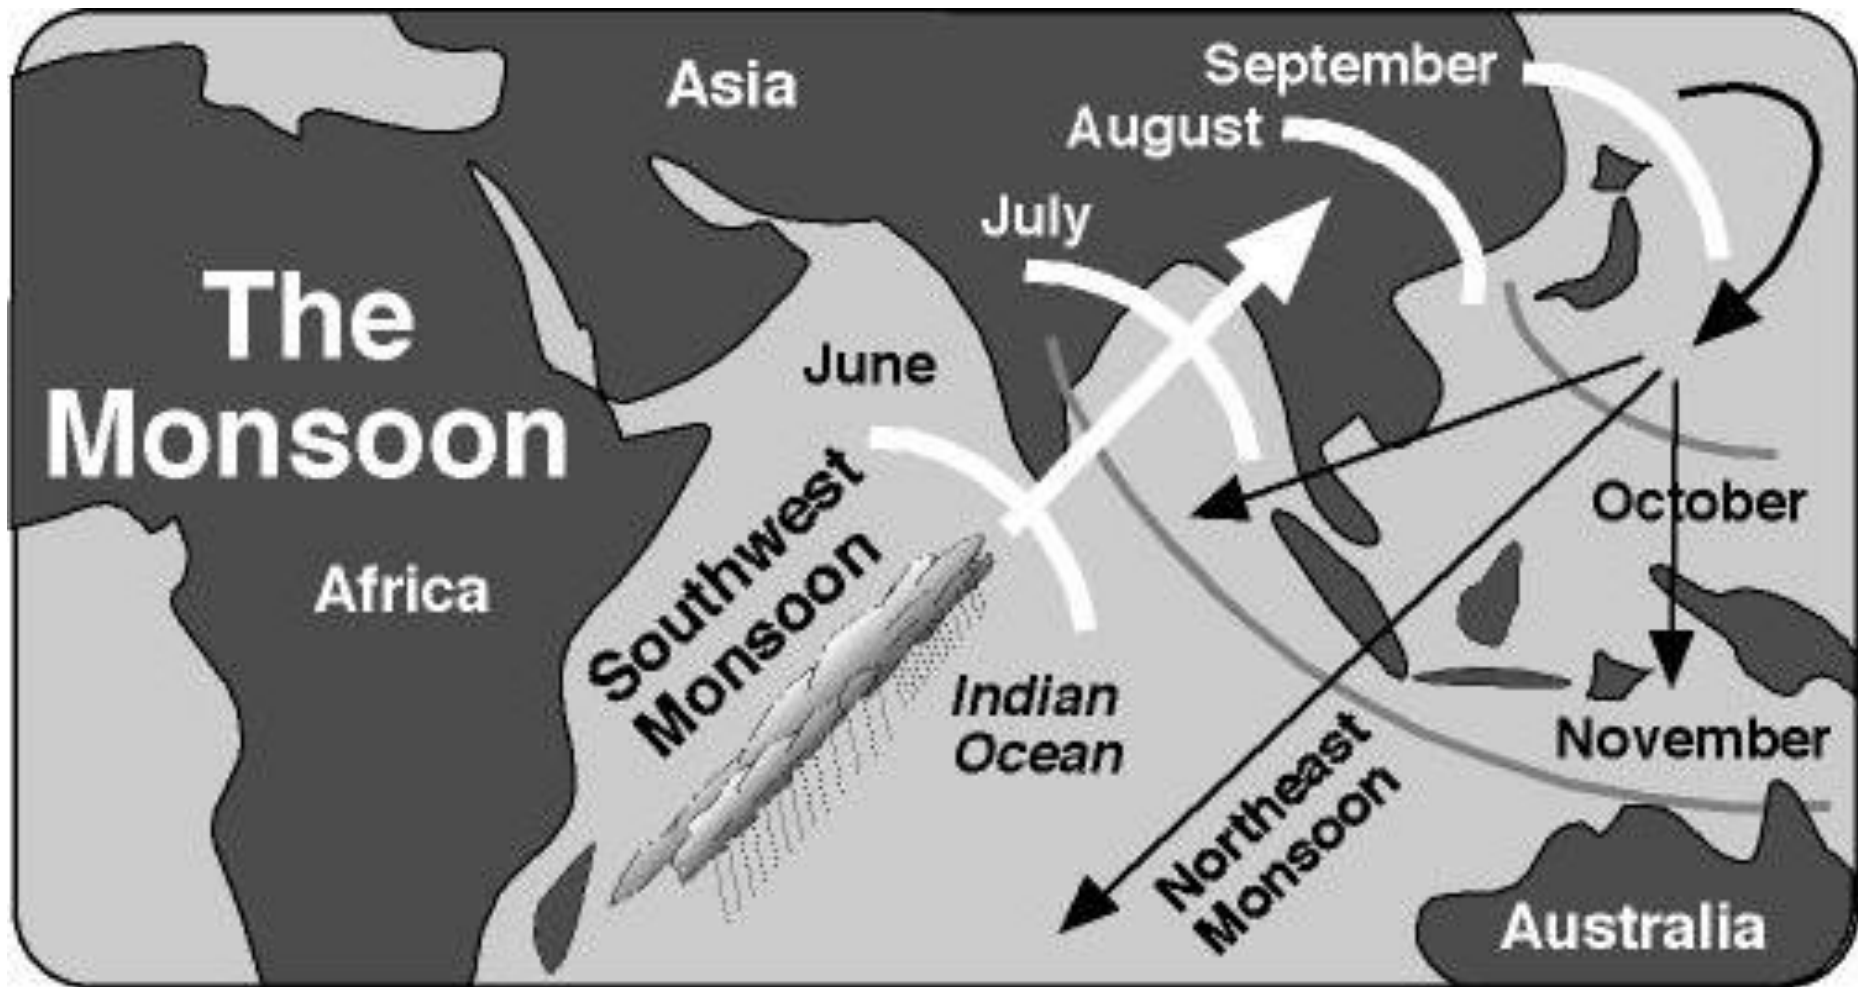 Asia
September
August
July
The
Monsoon
June
Southwest
Monsoon
Africa
Indian
Ocean
October
November
Northeast
Monsoon
Australia